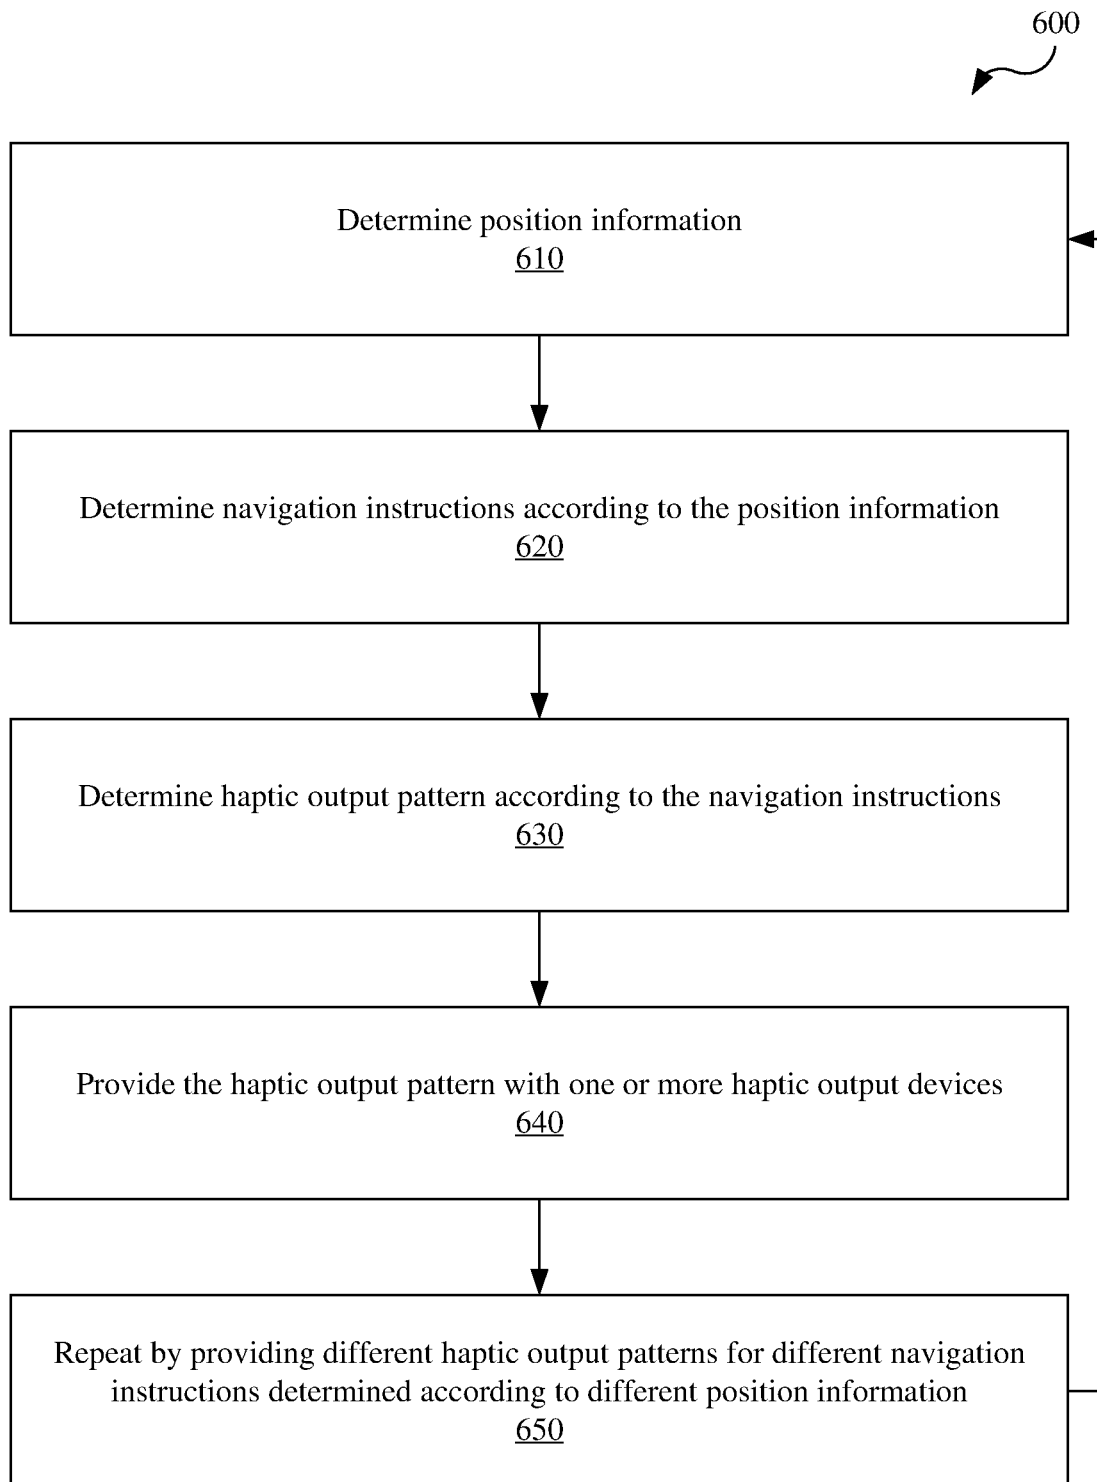 600
Determine position information
610
Determine navigation instructions according to the position information
620
Determine haptic output pattern according to the navigation instructions
630
Provide the haptic output pattern with one or more haptic output devices
640
Repeat by providing different haptic output patterns for different navigation
instructions determined according to different position information
650